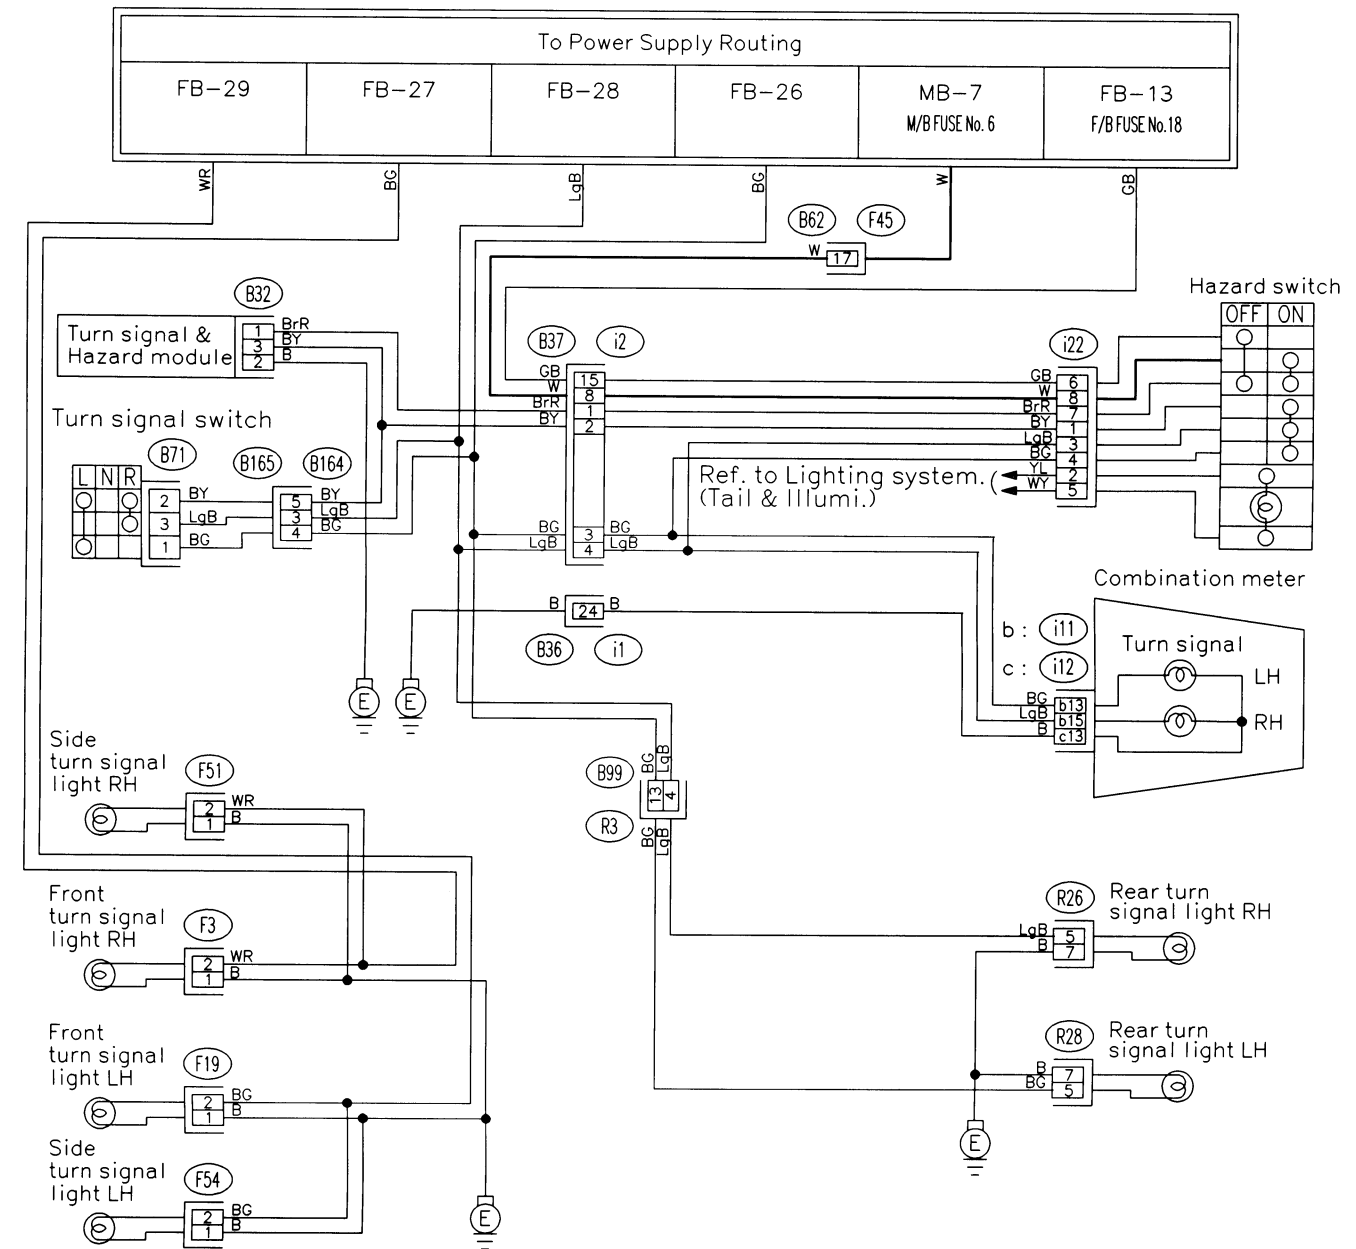 To Power Supply Routing
FB-29
FB-27
FB-28
FB-26
MB-7
M/B FUSE No. 6
FB-13
F/B FUSE No.18
WR
BG
LgB
BG
W
GB
B62
F45
W
17
Hazard switch
OFF
ON
B32
Turn signal &
Hazard module
1
3
2
BrR
BY
B
B37
i2
i22
GB
W
BrR
BY
15
8
1
2
GB
W
BrR
BY
LgB
BG
YL
WY
6
8
7
1
3
4
2
5
Turn signal switch
B71
B165
B164
L
N
R
2
3
1
BY
LgB
BG
5
3
4
BY
LgB
BG
Ref. to Lighting system.
(Tail & Illumi.)
BG
LgB
3
4
BG
LgB
B
24
B
B36
i1
Combination meter
b :
i11
c :
i12
Turn signal
LH
RH
BG
LgB
B
b13
b15
c13
E
E
Side
turn signal
light RH
F51
2
1
WR
B
B99
BG
LgB
13
4
R3
BG
LgB
Front
turn signal
light RH
F3
2
1
WR
B
R26
Rear turn
signal light RH
LgB
B
5
7
Front
turn signal
light LH
F19
2
1
BG
B
R28
Rear turn
signal light LH
B
BG
7
5
E
Side
turn signal
light LH
F54
2
1
BG
B
E